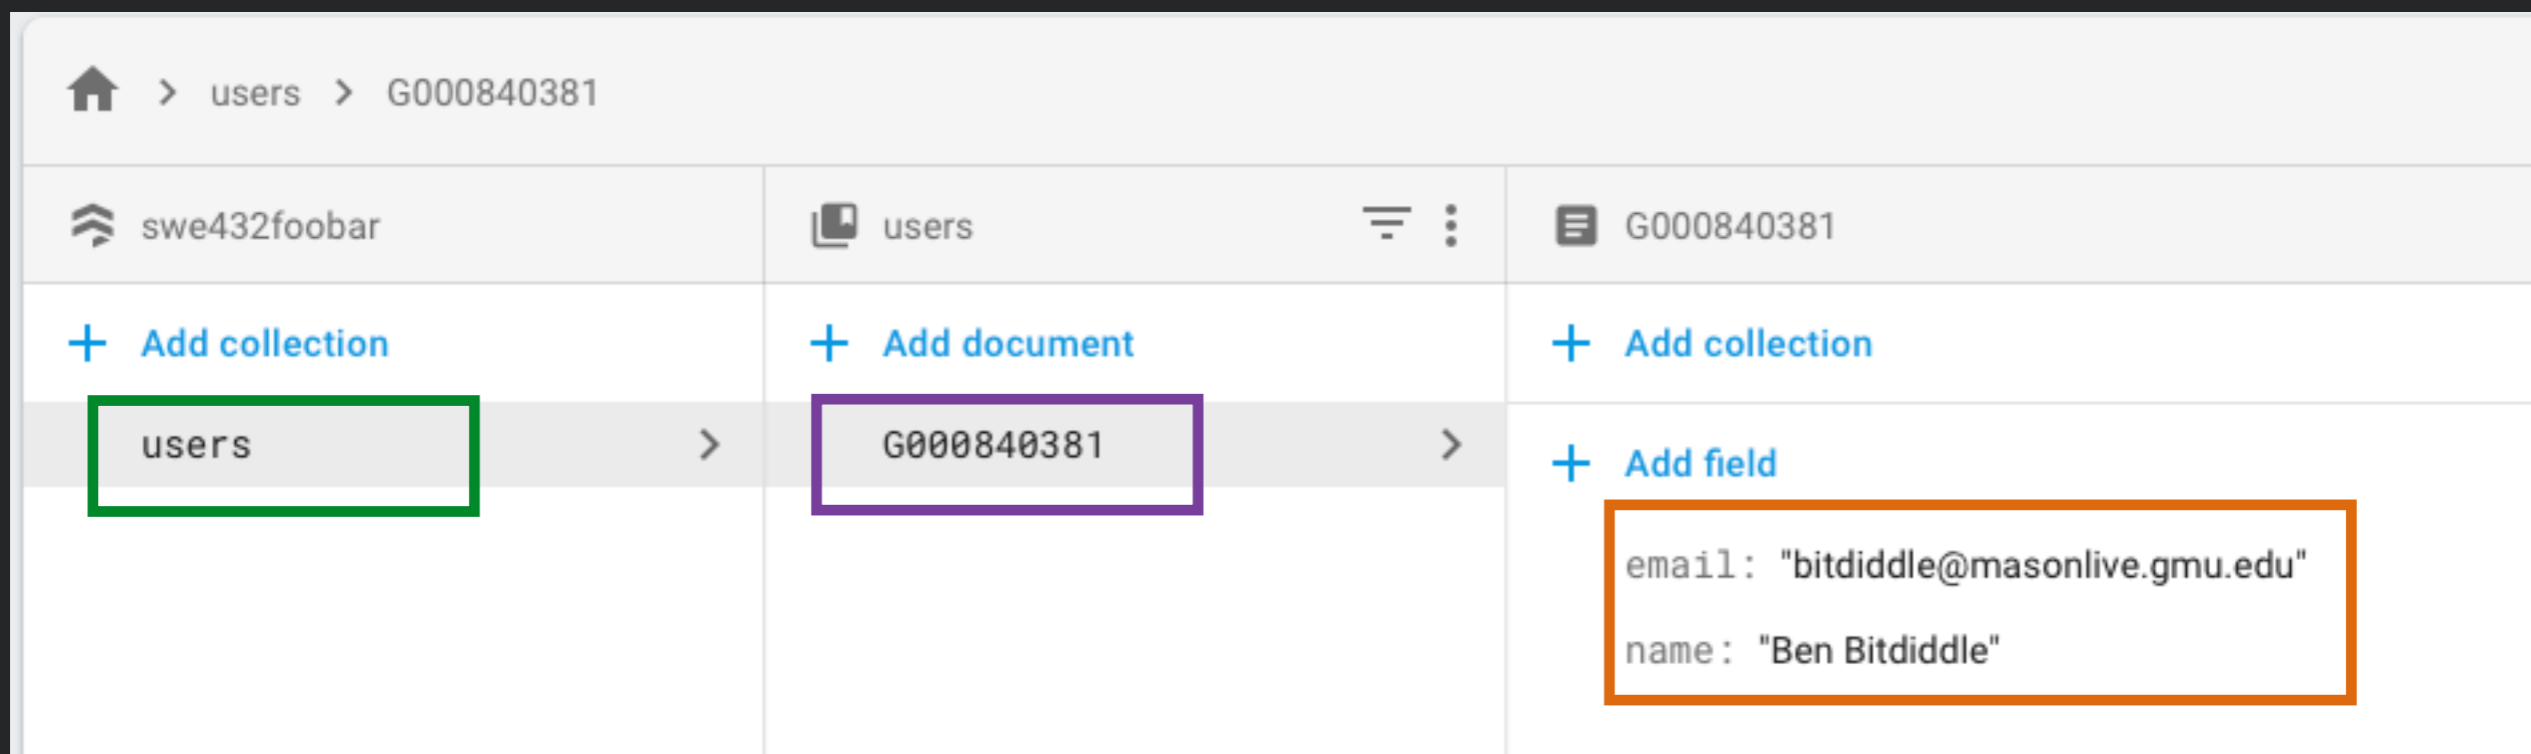 users G000840381
swe432foobar
users
G000840381
Add collection
Add document
Add collection
users
G000840381
Add field
email: "bitdiddle@masonlive.gmu.edu"
name: "Ben Bitdiddle"